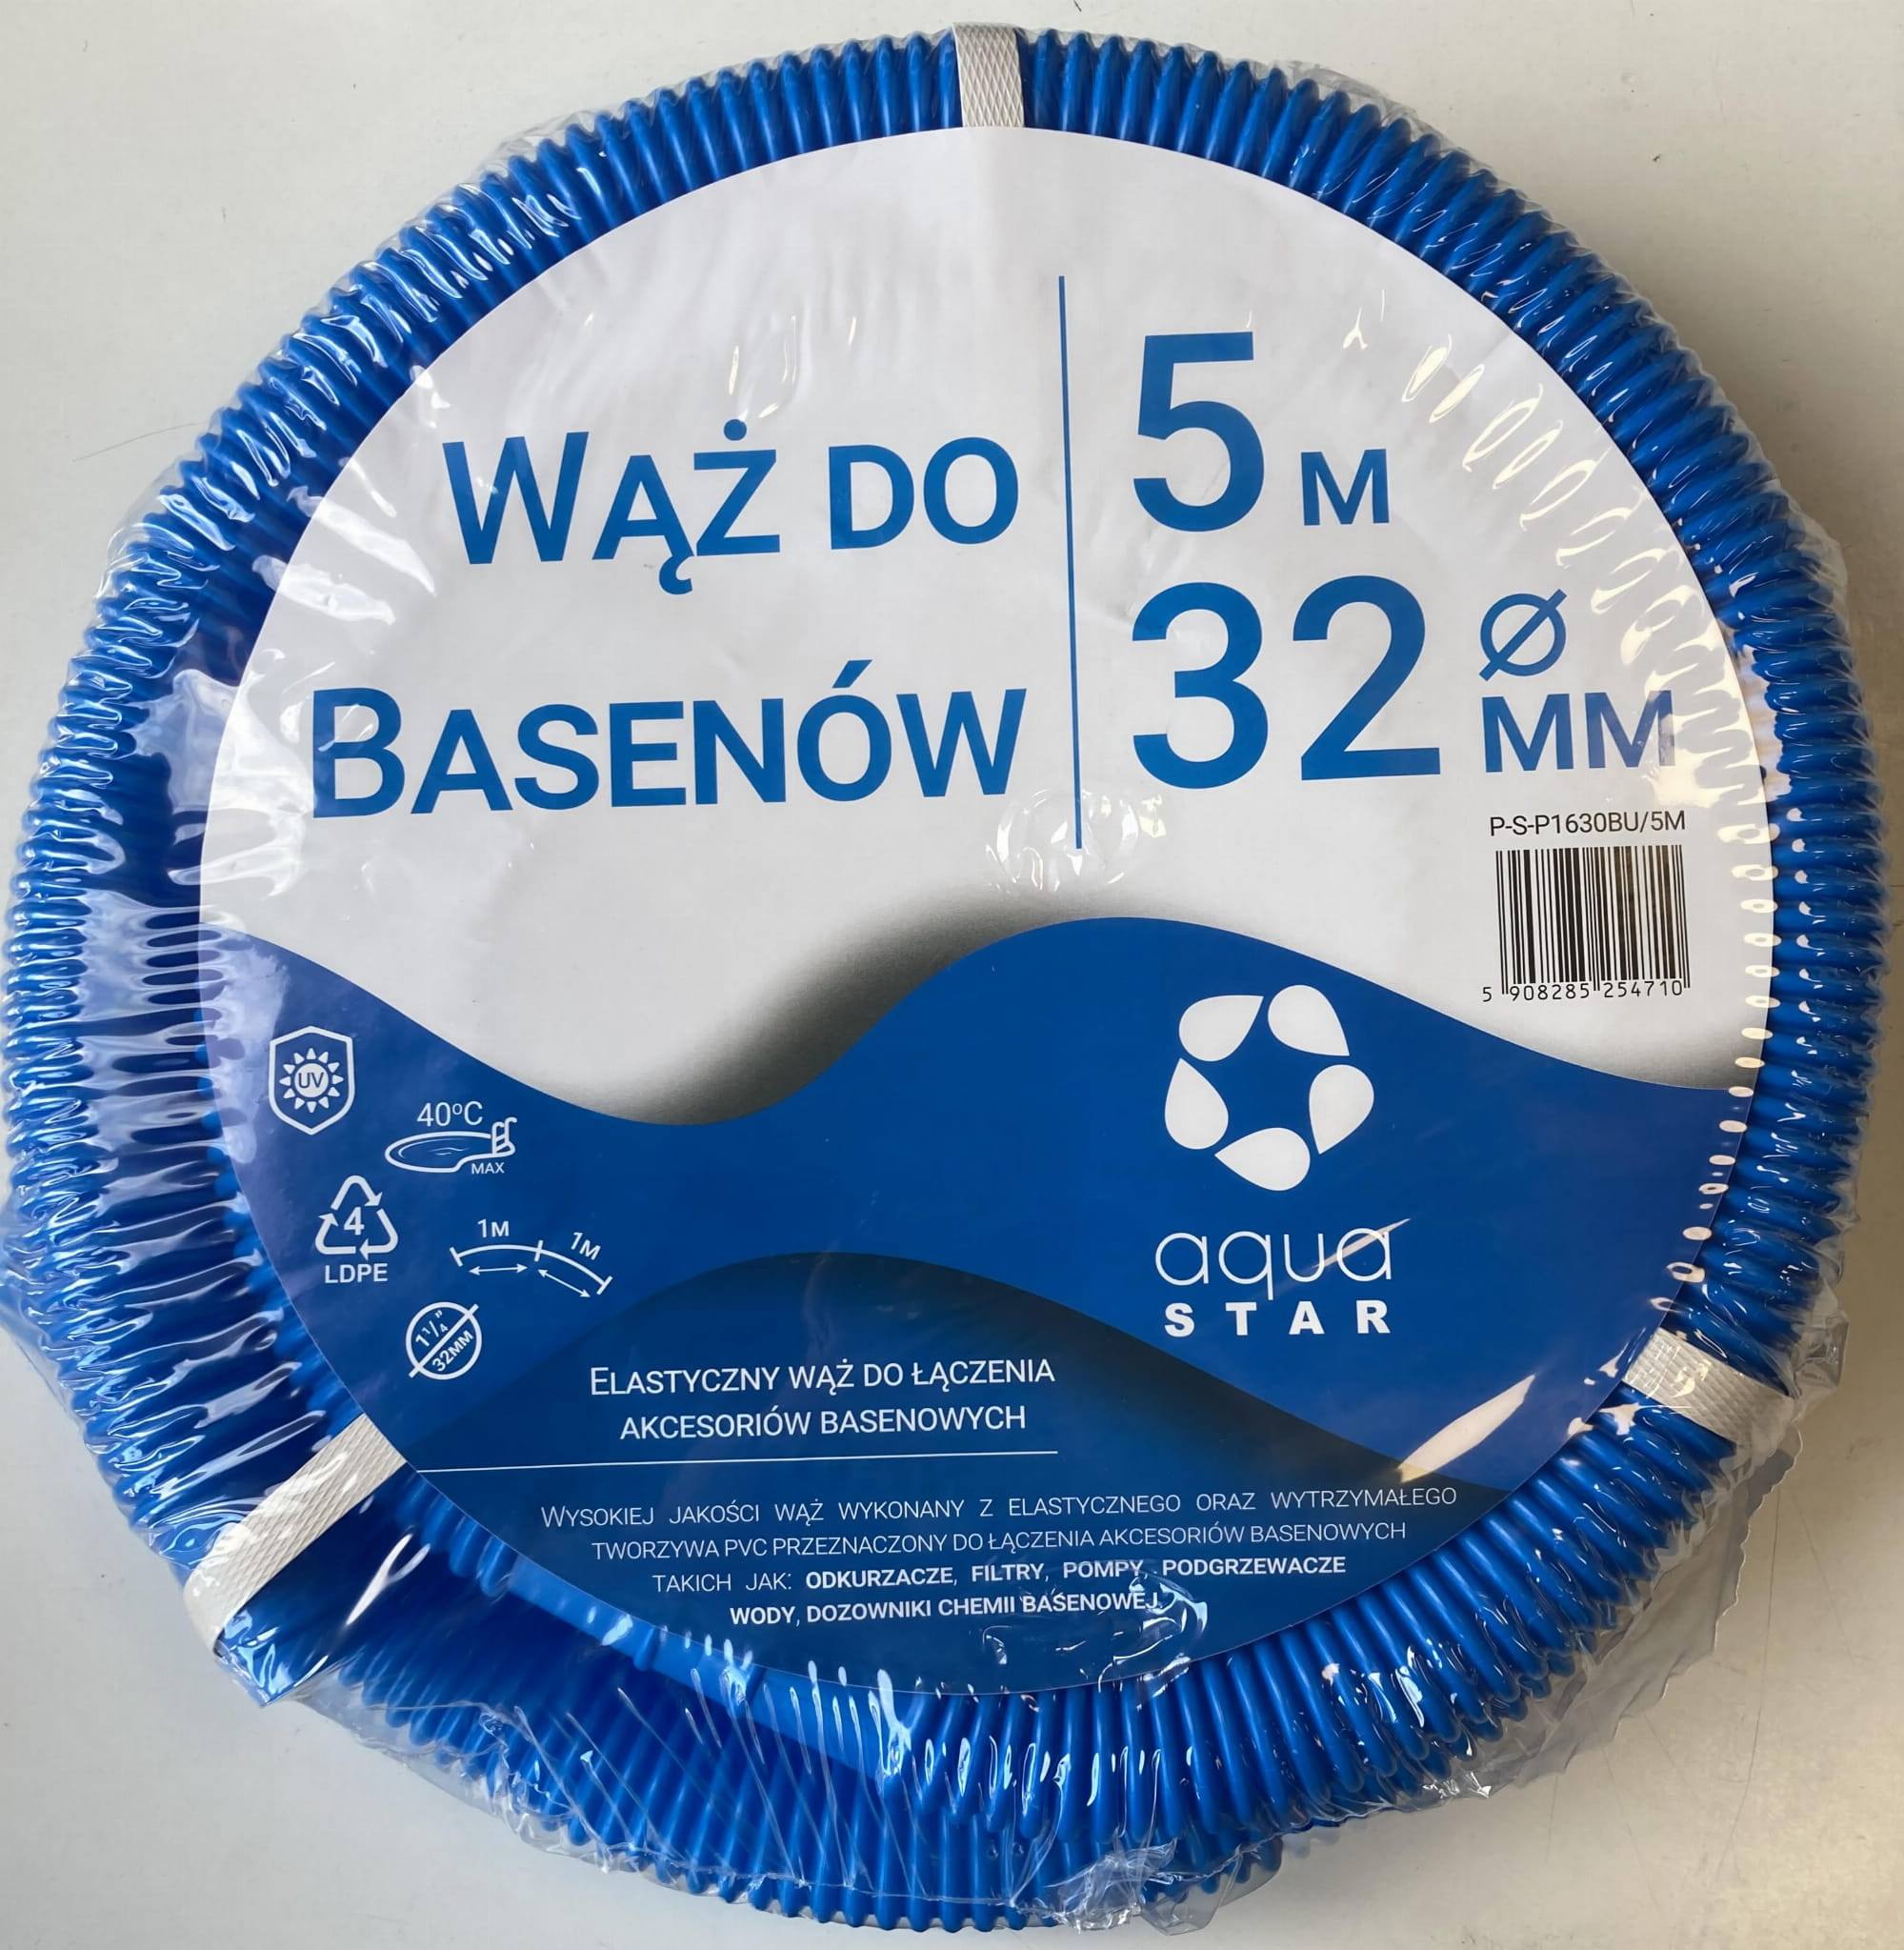 WĄŻ DO
BASENÓW
5 M
32 Ø
MM
P-S-P1630BU/5M
5 908285 254710
UV
40°C
MAX
4
LDPE
1M
1M
1 1/4"
32MM
aqua
STAR
ELASTYCZNY WĄŻ DO ŁĄCZENIA
AKCESORIÓW BASENOWYCH
WYSOKIEJ JAKOŚCI WĄŻ WYKONANY Z ELASTYCZNEGO ORAZ WYTRZYMAŁEGO
TWORZYWA PVC PRZEZNACZONY DO ŁĄCZENIA AKCESORIÓW BASENOWYCH
TAKICH JAK: ODKURZACZE, FILTRY, POMPY, PODGRZEWACZE
WODY, DOZOWNIKI CHEMII BASENOWEJ.